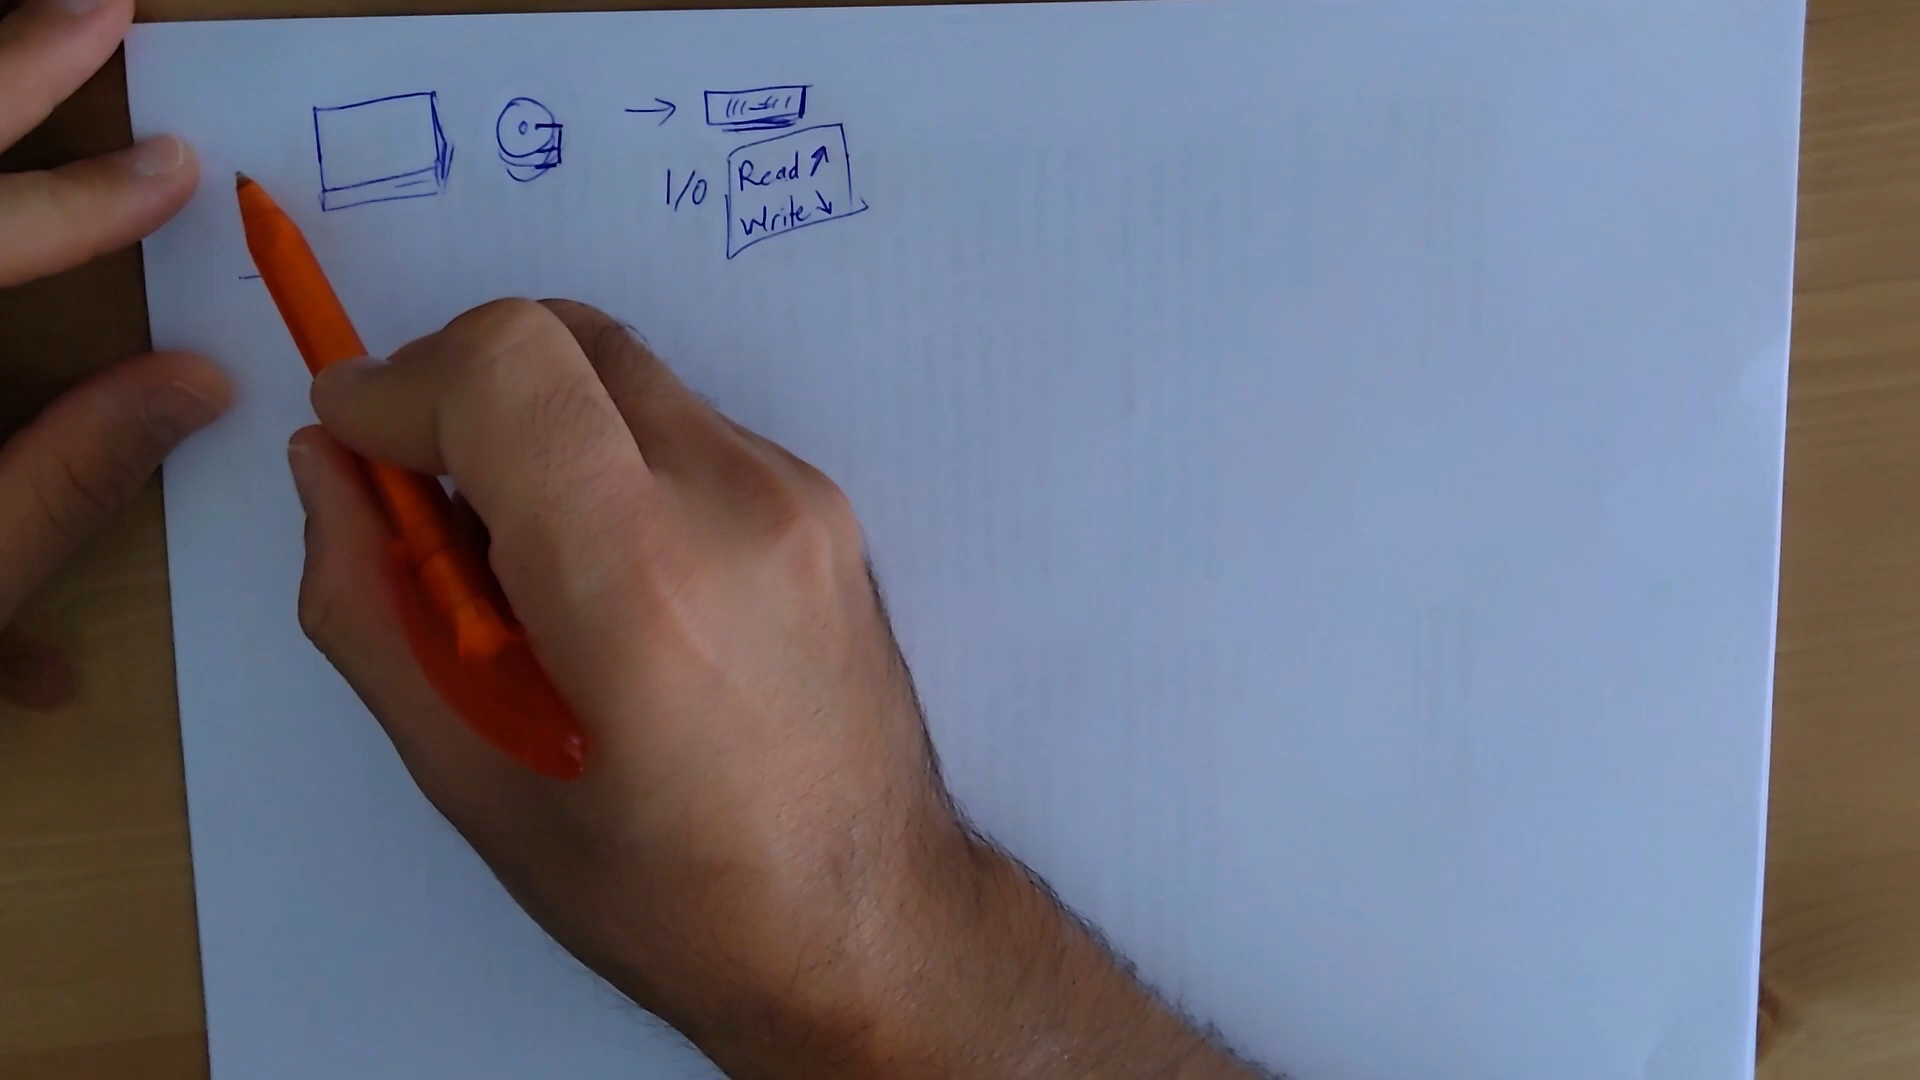 I/O
Read ↗
Write ↘